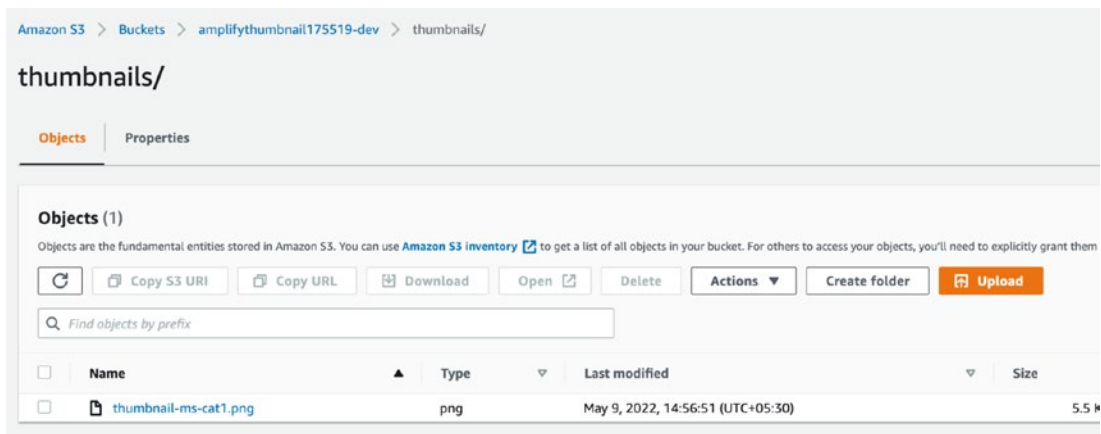 Amazon S3 > Buckets > amplifythumbnail175519-dev > thumbnails/
thumbnails/
Objects Properties
Objects (1)
Objects are the fundamental entities stored in Amazon S3. You can use Amazon S3 inventory to get a list of all objects in your bucket. For others to access your objects, you'll need to explicitly grant them
Copy S3 URI Copy URL Download Open Delete Actions Create folder Upload
Find objects by prefix
Name Type Last modified Size
thumbnail-ms-cat1.png png May 9, 2022, 14:56:51 (UTC+05:30) 5.5